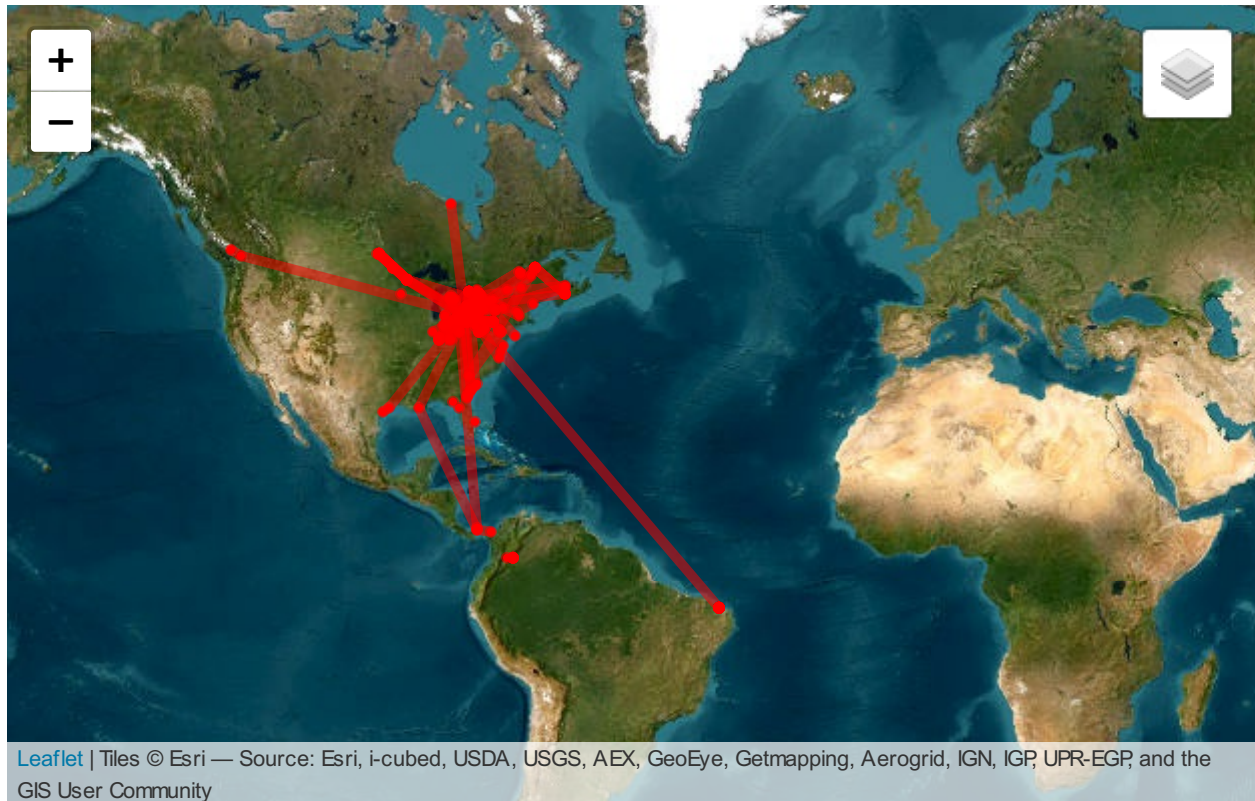 +
−
Leaflet | Tiles © Esri — Source: Esri, i-cubed, USDA, USGS, AEX, GeoEye, Getmapping, Aerogrid, IGN, IGP, UPR-EGP, and the
GIS User Community